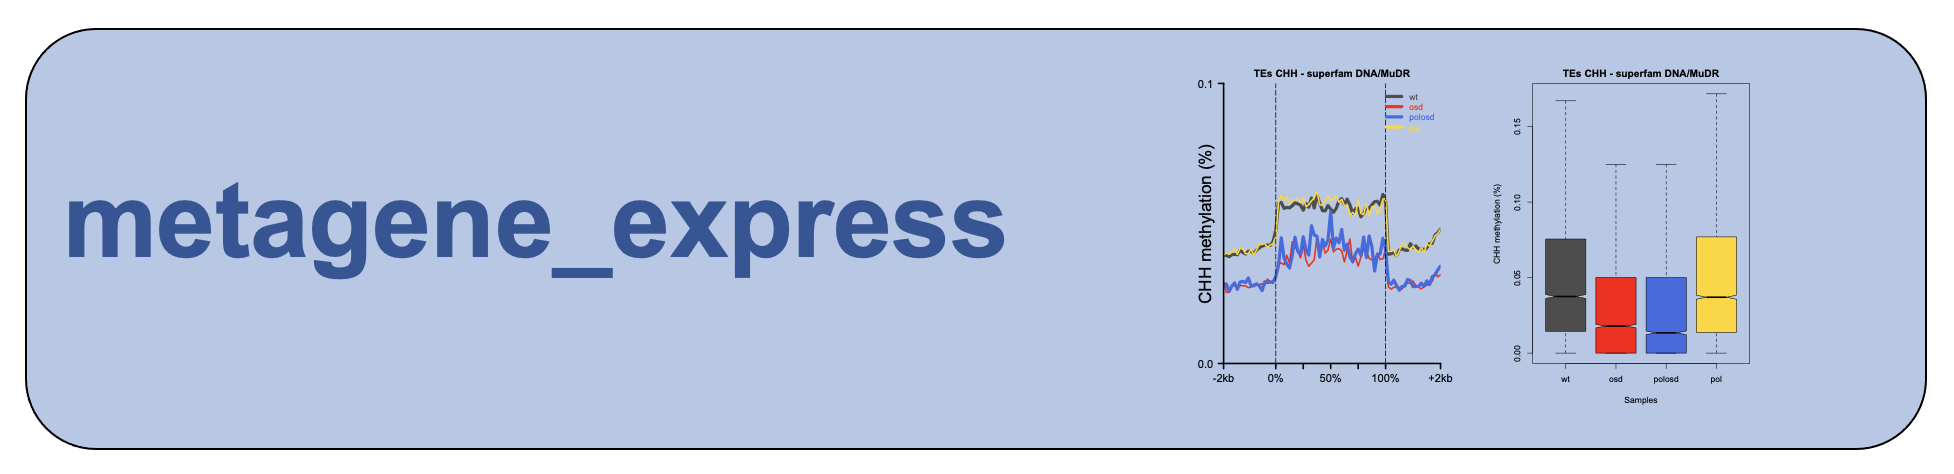 metagene_express
TEs CHH - superfam DNA/MuDR
0.1
CHH methylation (%)
0.0
-2kb 0% 50% 100% +2kb
wt
osd
polosd
pol
TEs CHH - superfam DNA/MuDR
CHH methylation (%)
0.15
0.10
0.05
0.00
wt osd polosd pol
Samples